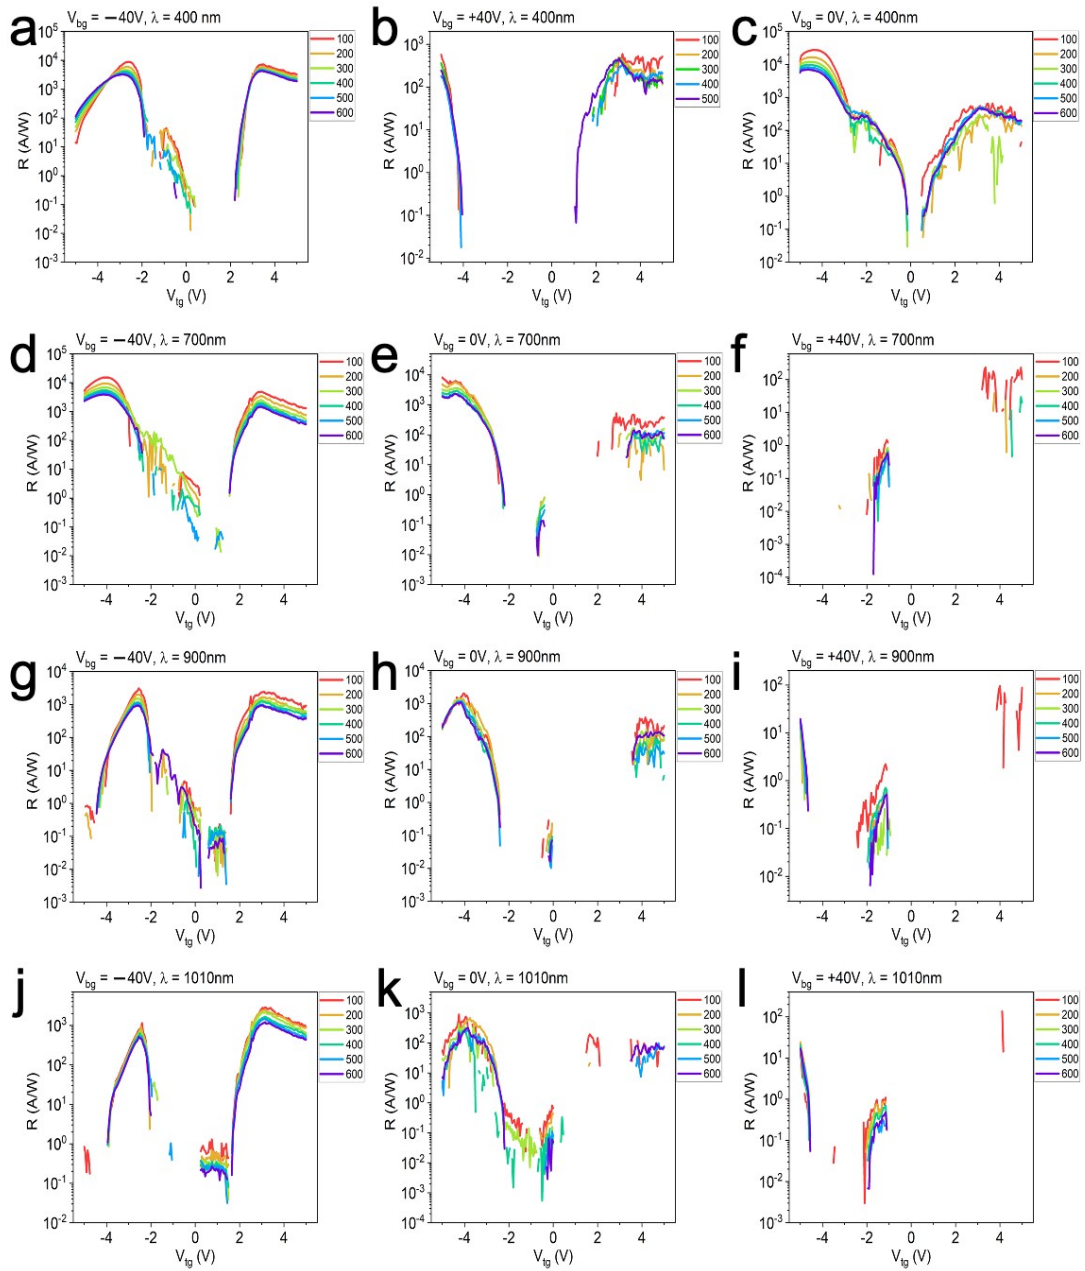 a
V_bg = −40V, λ = 400 nm
R (A/W)
10^5
10^4
10^3
10^2
10^1
10^0
10^-1
10^-2
10^-3
-4 -2 0 2 4
V_tg (V)
100
200
300
400
500
600
b
V_bg = +40V, λ = 400nm
R (A/W)
10^3
10^2
10^1
10^0
10^-1
10^-2
-4 -2 0 2 4
V_tg (V)
100
200
300
400
500
c
V_bg = 0V, λ = 400nm
R (A/W)
10^5
10^4
10^3
10^2
10^1
10^0
10^-1
10^-2
-4 -2 0 2 4
V_tg (V)
100
200
300
400
500
600
d
V_bg = −40V, λ = 700nm
R (A/W)
10^5
10^4
10^3
10^2
10^1
10^0
10^-1
10^-2
10^-3
-4 -2 0 2 4
V_tg (V)
100
200
300
400
500
600
e
V_bg = 0V, λ = 700nm
R (A/W)
10^5
10^4
10^3
10^2
10^1
10^0
10^-1
10^-2
10^-3
-4 -2 0 2 4
V_tg (V)
100
200
300
400
500
600
f
V_bg = +40V, λ = 700nm
R (A/W)
10^2
10^1
10^0
10^-1
10^-2
10^-3
10^-4
-4 -2 0 2 4
V_tg (V)
100
200
300
400
500
600
g
V_bg = −40V, λ = 900nm
R (A/W)
10^4
10^3
10^2
10^1
10^0
10^-1
10^-2
10^-3
-4 -2 0 2 4
V_tg (V)
100
200
300
400
500
600
h
V_bg = 0V, λ = 900nm
R (A/W)
10^4
10^3
10^2
10^1
10^0
10^-1
10^-2
10^-3
-4 -2 0 2 4
V_tg (V)
100
200
300
400
500
600
i
V_bg = +40V, λ = 900nm
R (A/W)
10^2
10^1
10^0
10^-1
10^-2
-4 -2 0 2 4
V_tg (V)
100
200
300
400
500
600
j
V_bg = −40V, λ = 1010nm
R (A/W)
10^3
10^2
10^1
10^0
10^-1
10^-2
-4 -2 0 2 4
V_tg (V)
100
200
300
400
500
600
k
V_bg = 0V, λ = 1010nm
R (A/W)
10^3
10^2
10^1
10^0
10^-1
10^-2
10^-3
10^-4
-4 -2 0 2 4
V_tg (V)
100
200
300
400
500
600
l
V_bg = +40V, λ = 1010nm
R (A/W)
10^2
10^1
10^0
10^-1
10^-2
10^-3
-4 -2 0 2 4
V_tg (V)
100
200
300
400
500
600